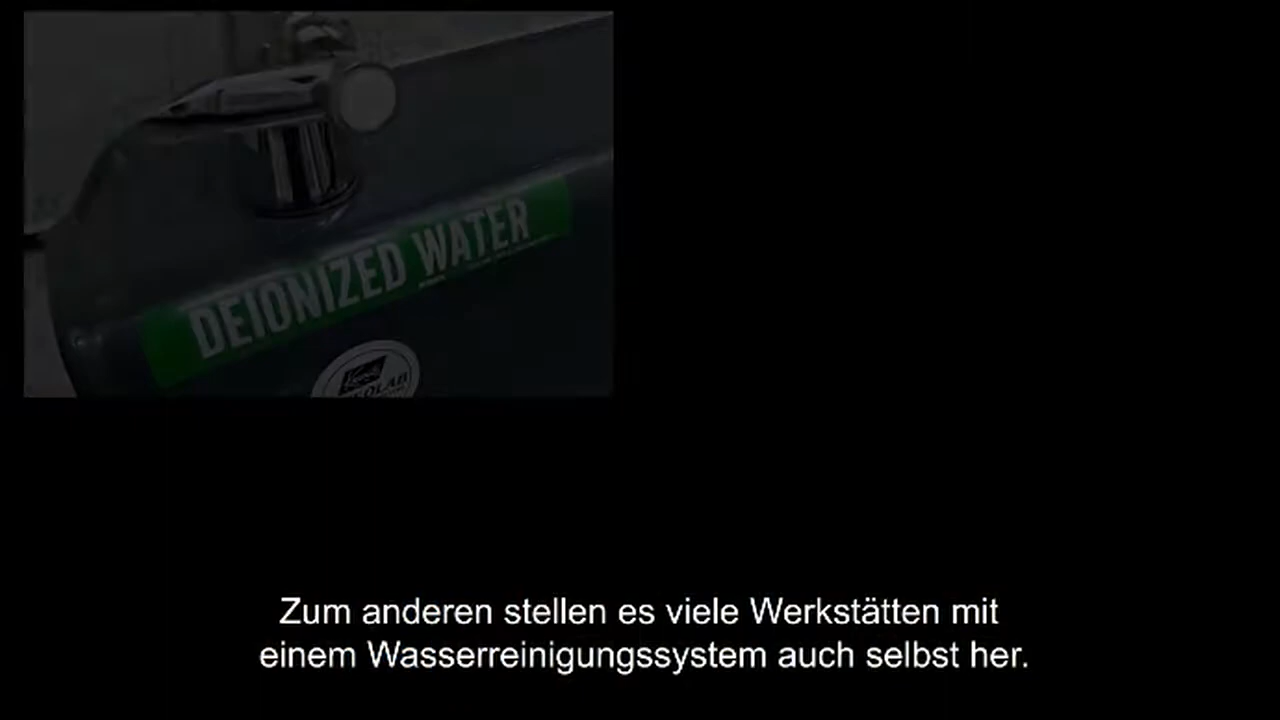 DEIONIZED WATER
Zum anderen stellen es viele Werkstätten mit
einem Wasserreinigungssystem auch selbst her.